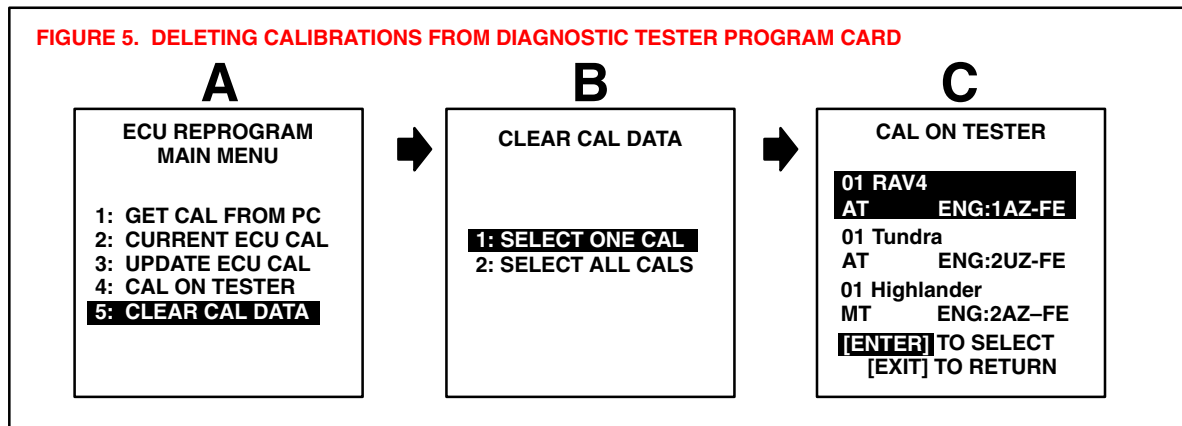 FIGURE 5. DELETING CALIBRATIONS FROM DIAGNOSTIC TESTER PROGRAM CARD
A
ECU REPROGRAM
MAIN MENU
1: GET CAL FROM PC
2: CURRENT ECU CAL
3: UPDATE ECU CAL
4: CAL ON TESTER
5: CLEAR CAL DATA
B
CLEAR CAL DATA
1: SELECT ONE CAL
2: SELECT ALL CALS
C
CAL ON TESTER
01 RAV4
AT ENG:1AZ-FE
01 Tundra
AT ENG:2UZ-FE
01 Highlander
MT ENG:2AZ–FE
[ENTER] TO SELECT
[EXIT] TO RETURN